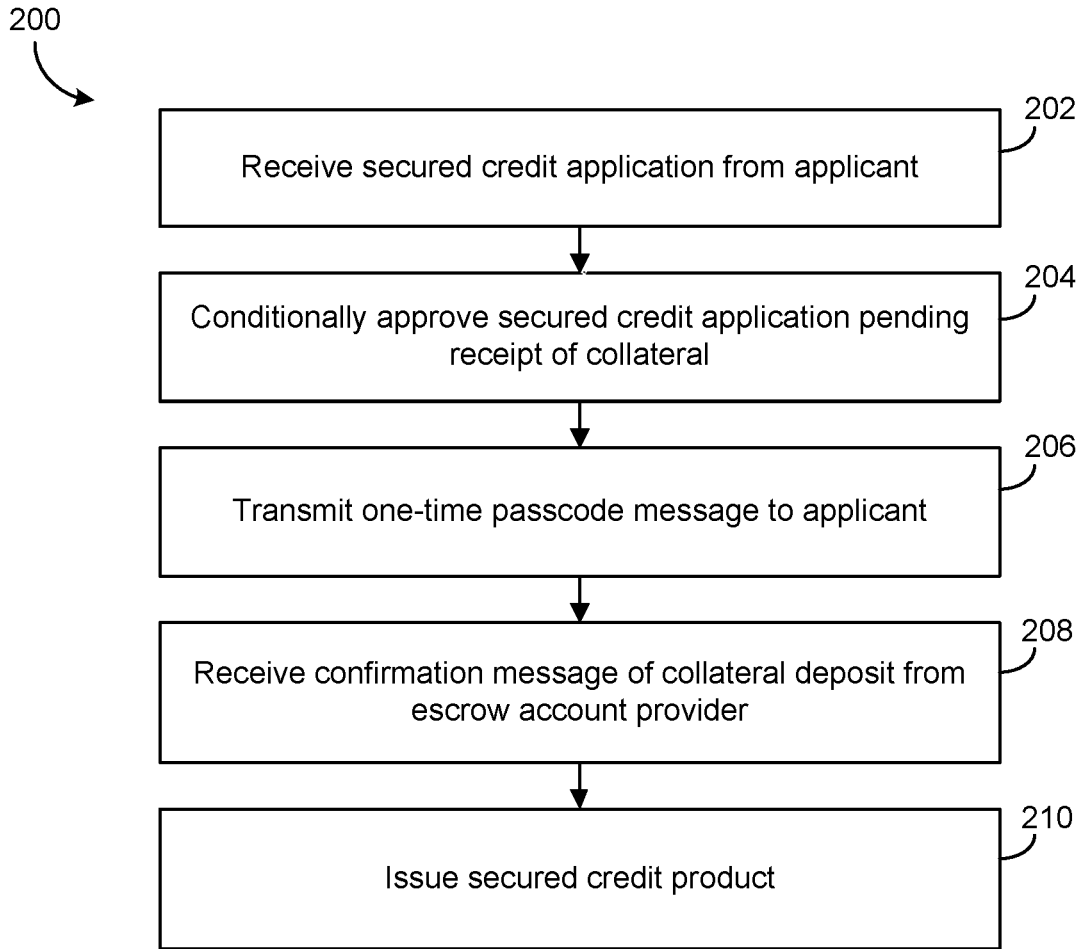 200
202
Receive secured credit application from applicant
204
Conditionally approve secured credit application pending
receipt of collateral
206
Transmit one-time passcode message to applicant
208
Receive confirmation message of collateral deposit from
escrow account provider
210
Issue secured credit product